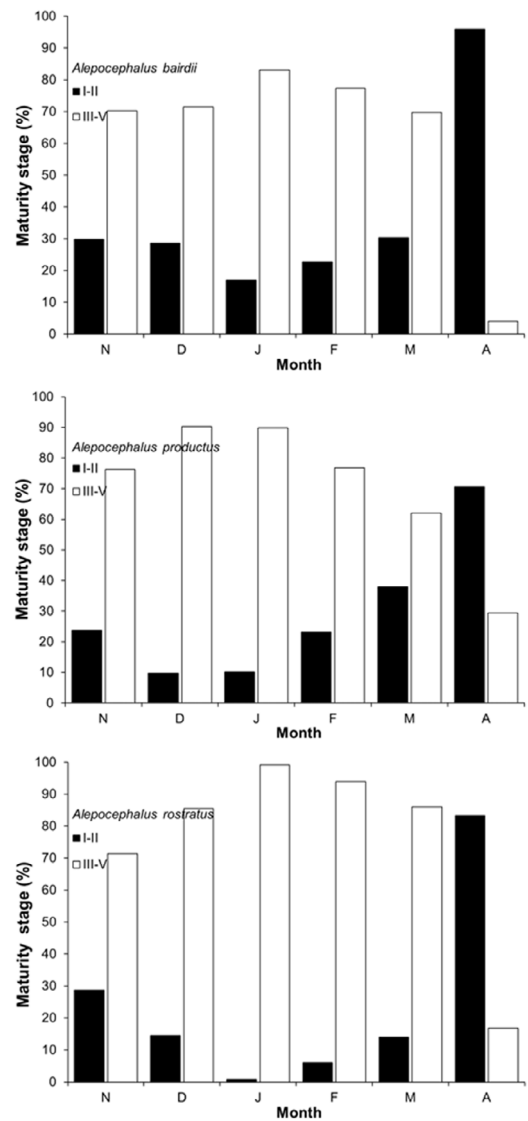 100
90
80
70
60
50
40
30
20
10
0
Maturity stage (%)
Alepocephalus bairdii
I-II
III-V
N D J F M A
Month
100
90
80
70
60
50
40
30
20
10
0
Maturity stage (%)
Alepocephalus productus
I-II
III-V
N D J F M A
Month
100
90
80
70
60
50
40
30
20
10
0
Maturity stage (%)
Alepocephalus rostratus
I-II
III-V
N D J F M A
Month